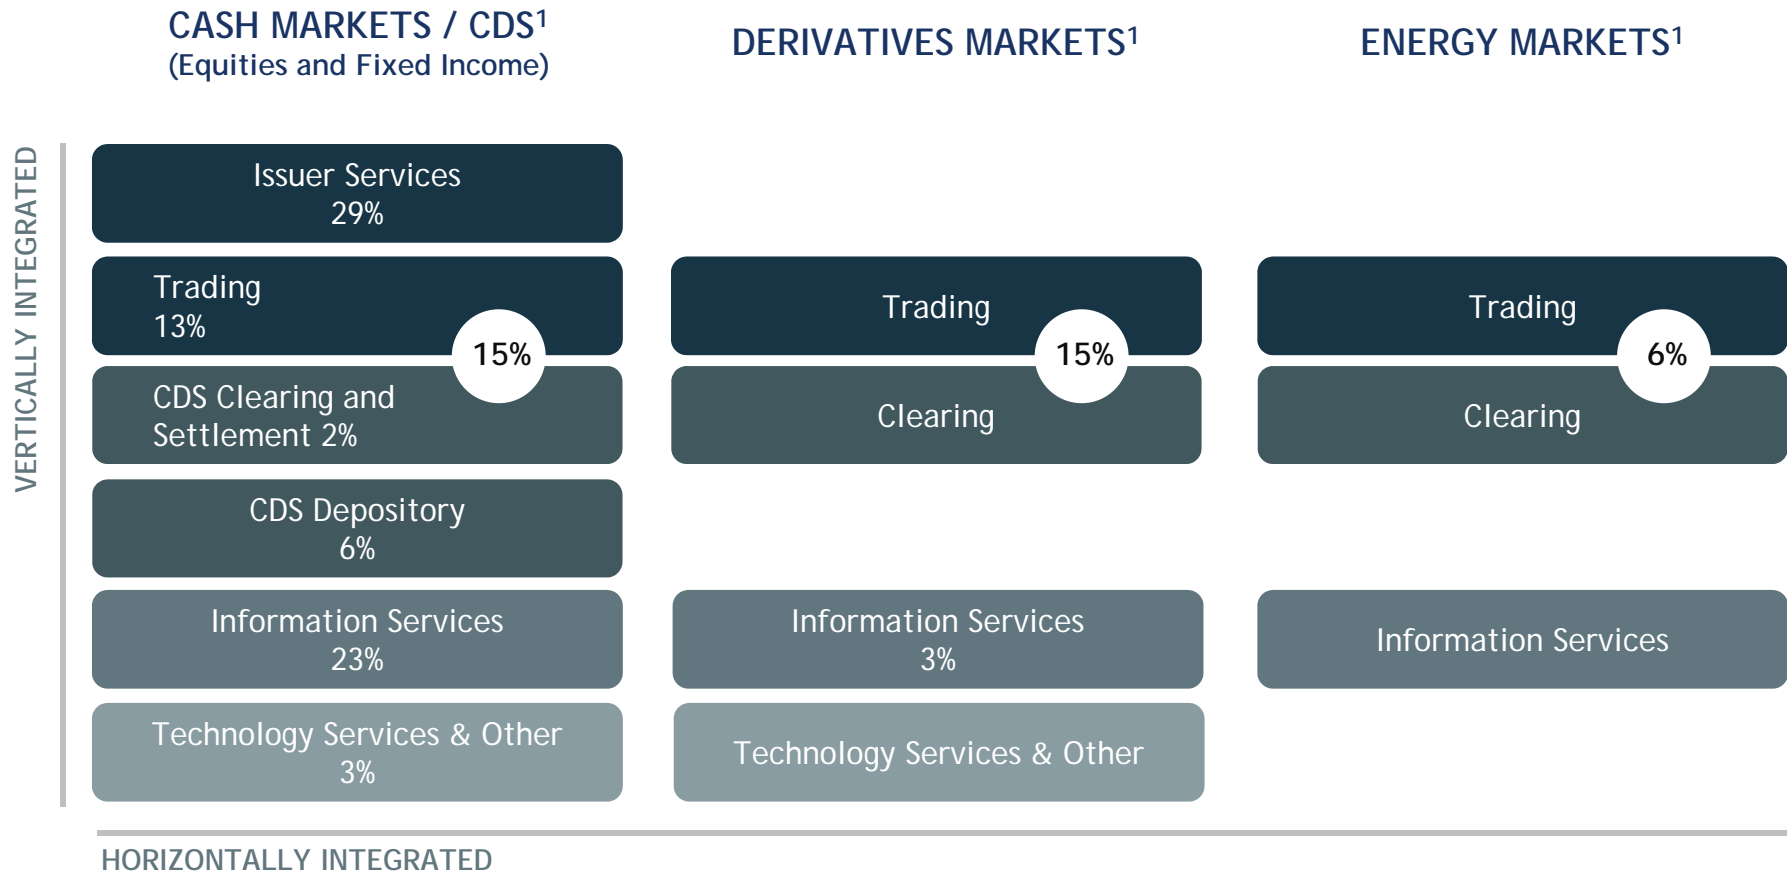 CASH MARKETS / CDS¹
(Equities and Fixed Income)
DERIVATIVES MARKETS¹
ENERGY MARKETS¹
VERTICALLY INTEGRATED
Issuer Services
29%
Trading
13%
15%
CDS Clearing and
Settlement 2%
CDS Depository
6%
Information Services
23%
Technology Services & Other
3%
Trading
15%
Clearing
Information Services
3%
Technology Services & Other
Trading
6%
Clearing
Information Services
HORIZONTALLY INTEGRATED